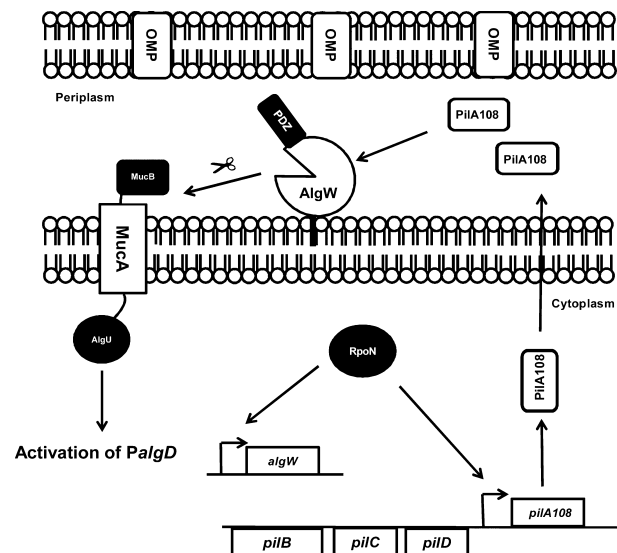 OMP
OMP
OMP
Periplasm
PDZ
PilA108
PilA108
MucB
AlgW
MucA
Cytoplasm
AlgU
RpoN
PilA108
Activation of PalgD
algW
pilA108
pilB
pilC
pilD